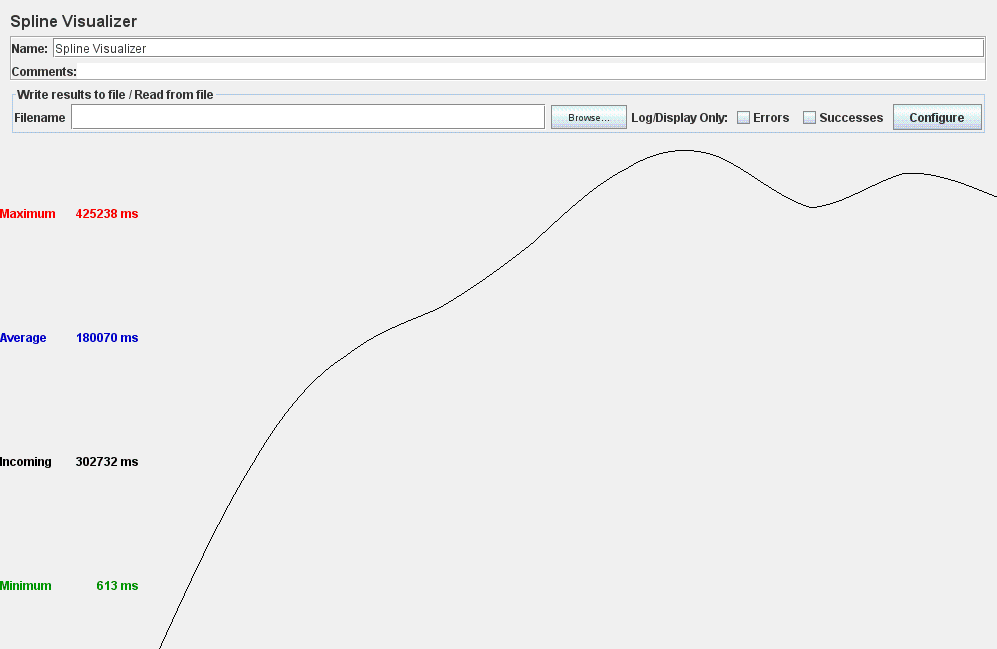 Spline Visualizer
Name: Spline Visualizer
Comments:
Write results to file / Read from file
Filename Browse... Log/Display Only: Errors Successes Configure
Maximum 425238 ms
Average 180070 ms
Incoming 302732 ms
Minimum 613 ms